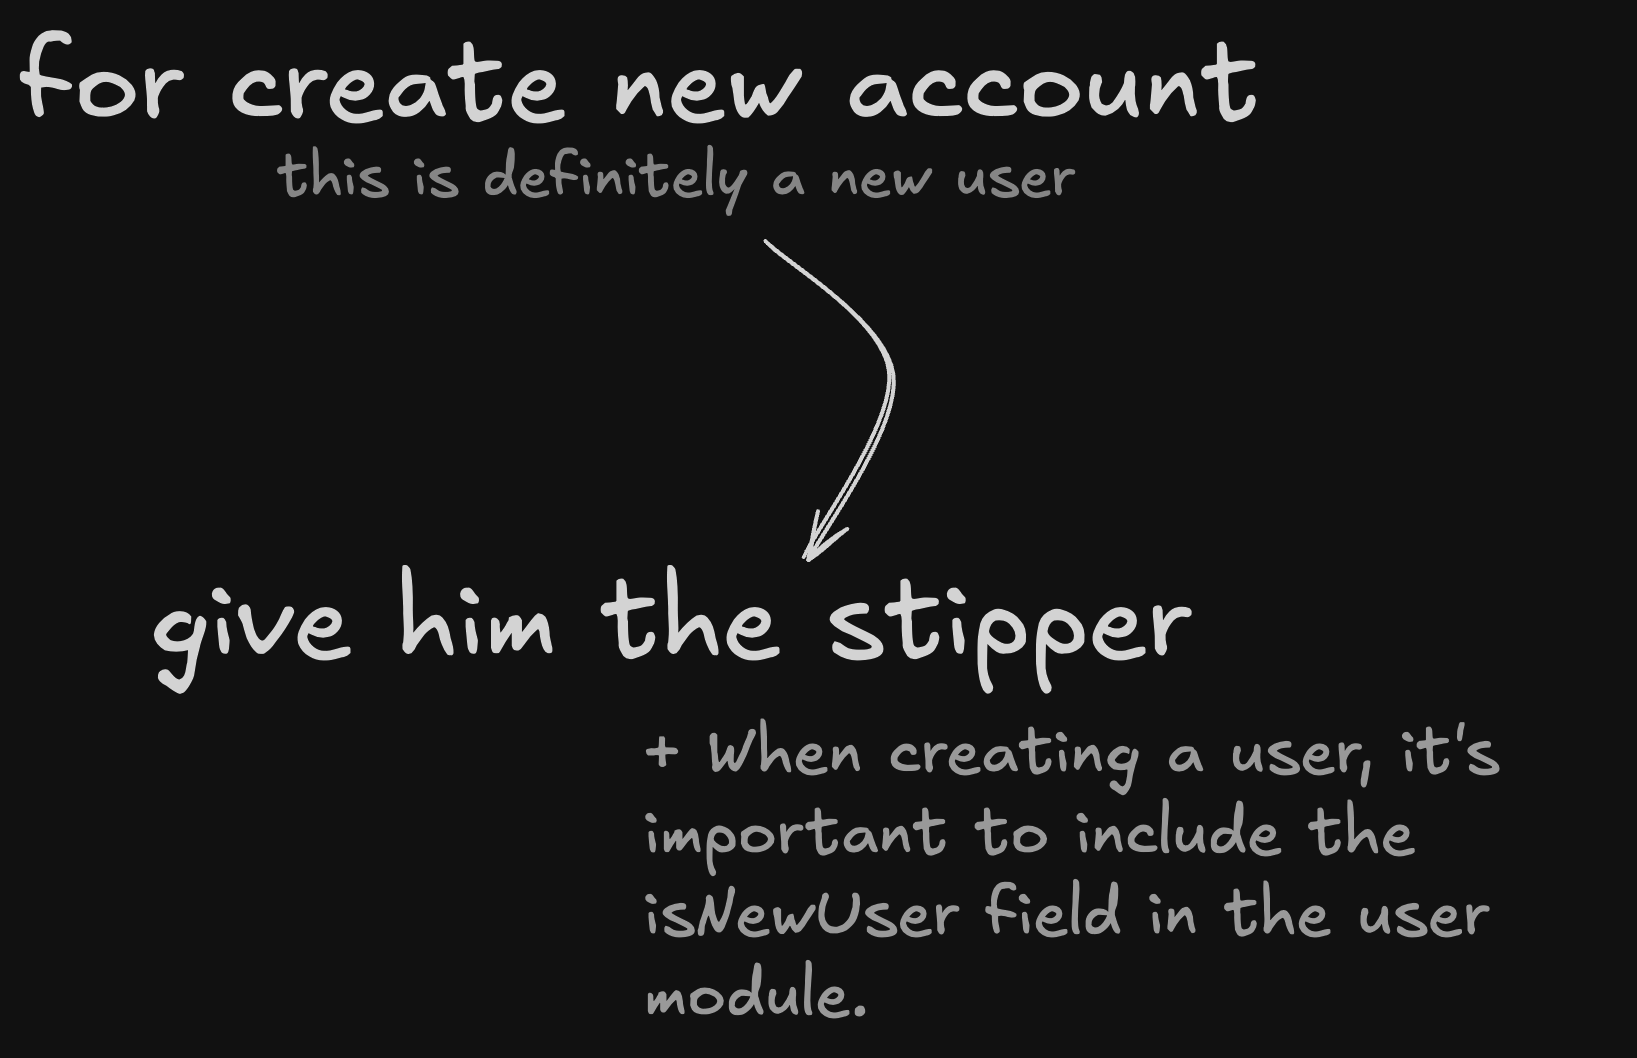 for create new account
this is definitely a new user
give him the stipper
+ When creating a user, it's
important to include the
isNewUser field in the user
module.